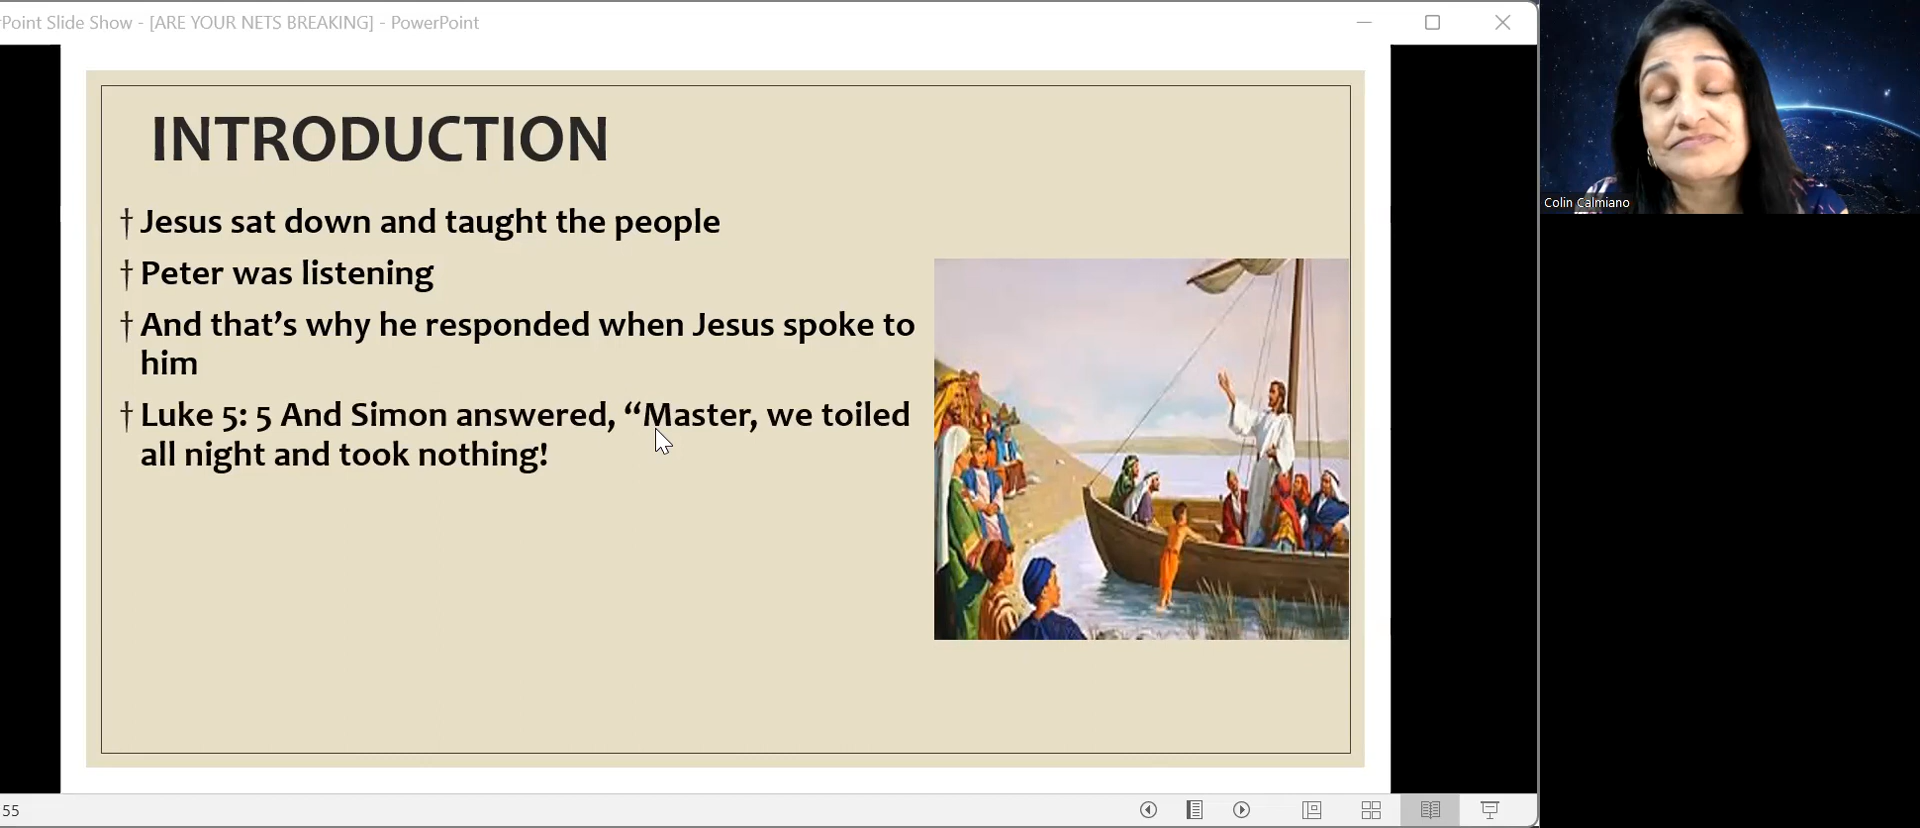 Point Slide Show - [ARE YOUR NETS BREAKING] - PowerPoint
INTRODUCTION
† Jesus sat down and taught the people
† Peter was listening
† And that’s why he responded when Jesus spoke to
him
† Luke 5: 5 And Simon answered, “Master, we toiled
all night and took nothing!
Colin Calmiano
55